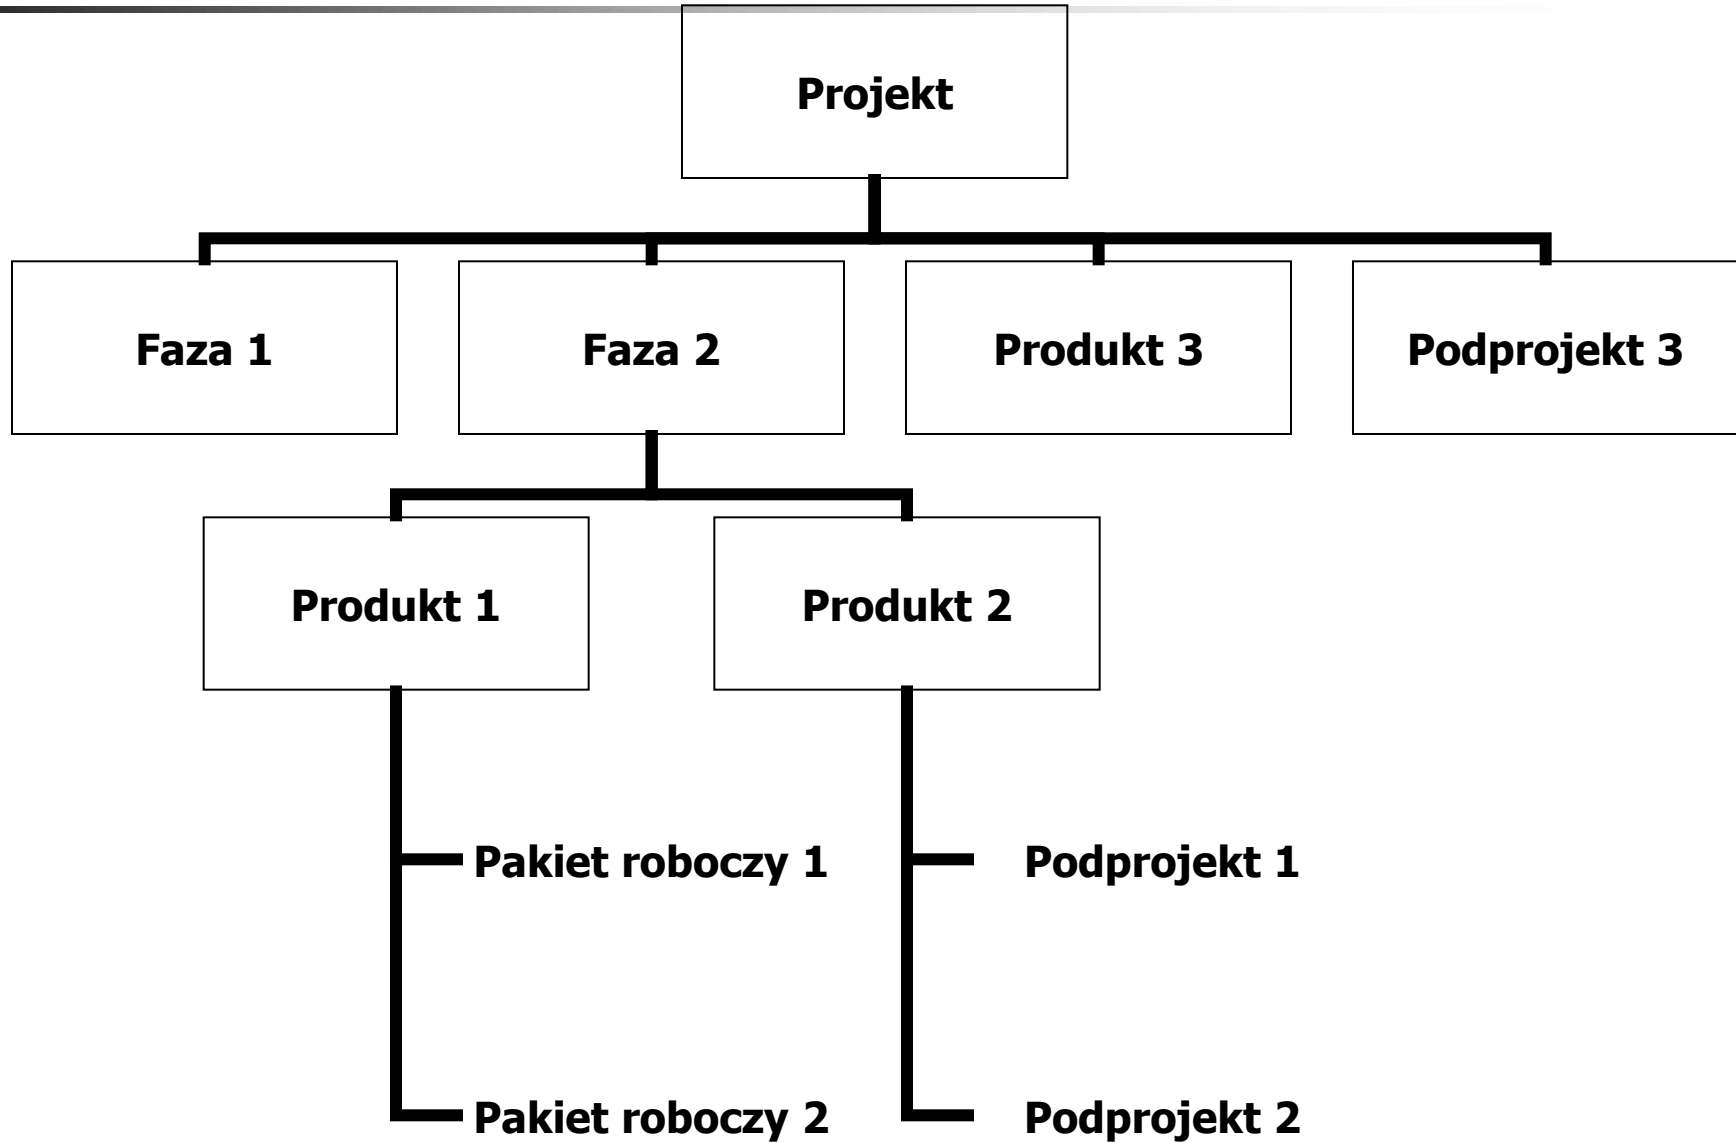 Projekt
Faza 1
Faza 2
Produkt 3
Podprojekt 3
Produkt 1
Produkt 2
Pakiet roboczy 1
Podprojekt 1
Pakiet roboczy 2
Podprojekt 2